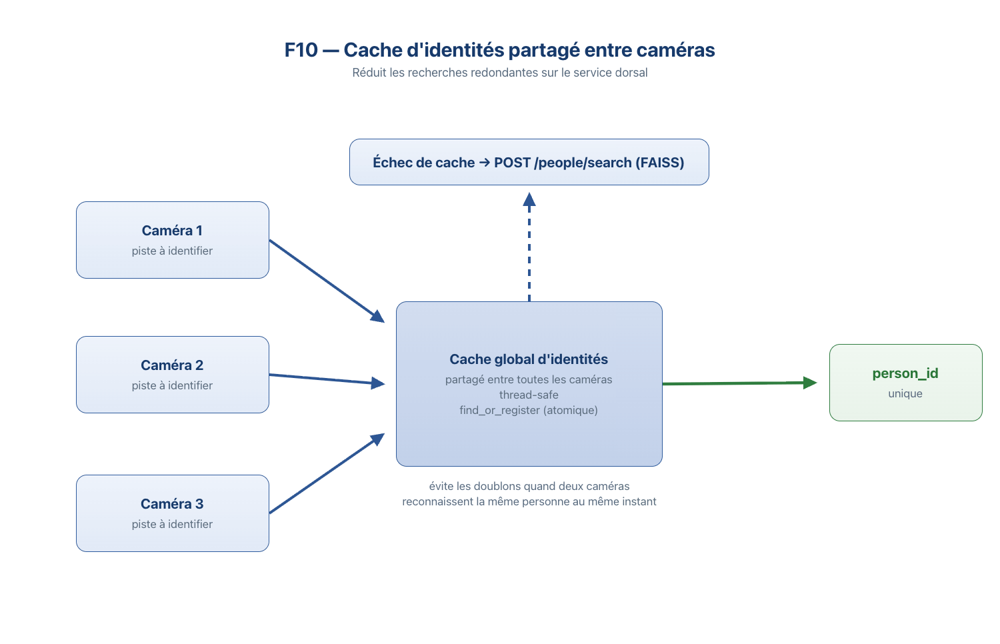 F10 — Cache d'identités partagé entre caméras
Réduit les recherches redondantes sur le service dorsal
Échec de cache → POST /people/search (FAISS)
Caméra 1
piste à identifier
Caméra 2
piste à identifier
Caméra 3
piste à identifier
Cache global d'identités
partagé entre toutes les caméras
thread-safe
find_or_register (atomique)
évite les doublons quand deux caméras
reconnaissent la même personne au même instant
person_id
unique